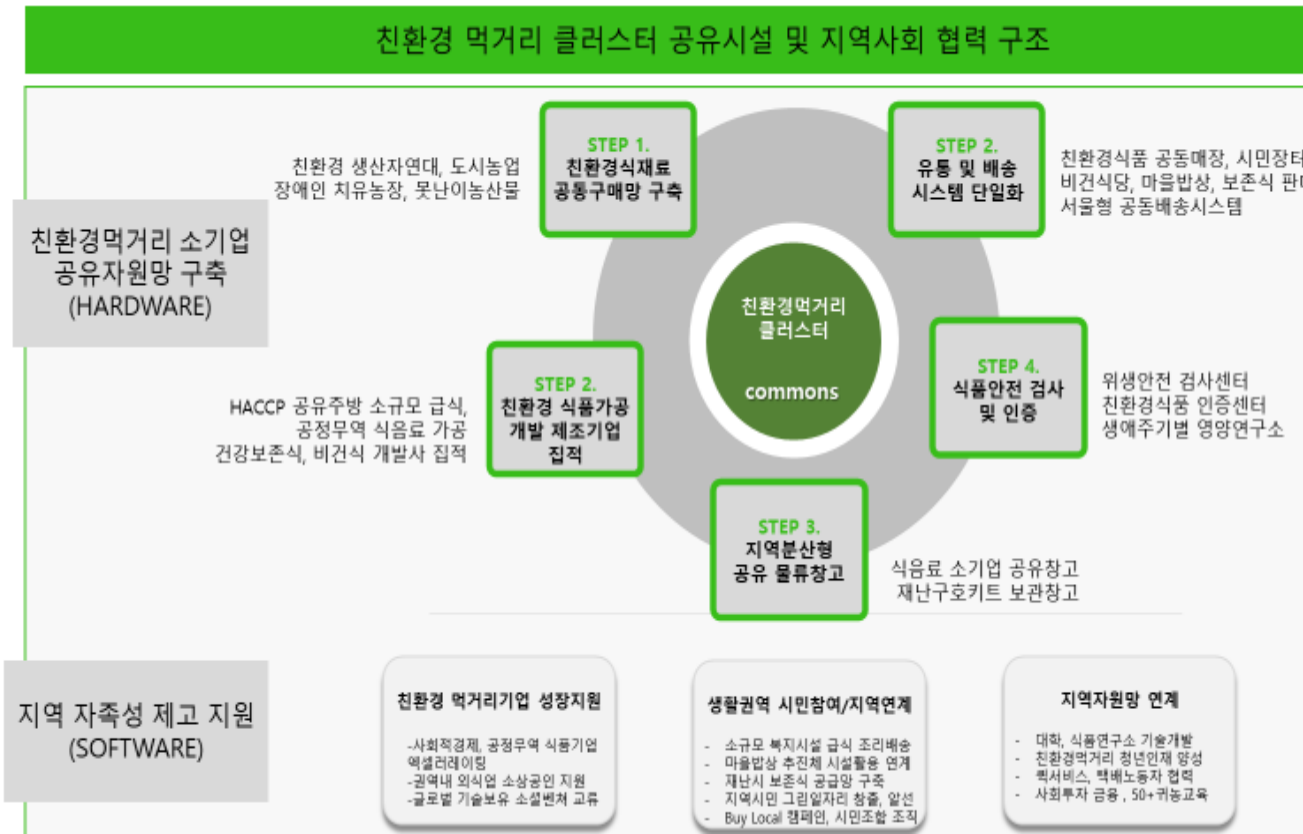 친환경 먹거리 클러스터 공유시설 및 지역사회 협력 구조
친환경먹거리 소기업
공유자원망 구축
(HARDWARE)
친환경 생산자연대, 도시농업
장애인 치유농장, 못난이농산물
STEP 1.
친환경식재료
공동구매망 구축
STEP 2.
유통 및 배송
시스템 단일화
친환경식품 공동매장, 시민장터
비건식당, 마을밥상, 보존식
서울형 공동배송시스템
친환경먹거리
클러스터
commons
HACCP 공유주방 소규모 급식,
공정무역 식음료 가공
건강보존식, 비건식 개발사 집적
STEP 2.
친환경 식품가공
개발 제조기업
집적
STEP 4.
식품안전 검사
및 인증
위생안전 검사센터
친환경식품 인증센터
생애주기별 영양연구소
STEP 3.
지역분산형
공유 물류창고
식음료 소기업 공유창고
재난구호키트 보관창고
지역 자족성 제고 지원
(SOFTWARE)
친환경 먹거리기업 성장지원
-사회적경제, 공정무역 식품기업
엑셀러레이팅
-권역내 외식업 소상공인 지원
-글로벌 기술보유 소셜벤처 교류
생활권역 시민참여/지역연계
- 소규모 복지시설 급식 조리배송
- 마을밥상 추진체 시설활용 연계
- 재난시 보존식 공급망 구축
- 지역시민 그린일자리 창출, 알선
- Buy Local 캠페인, 시민조합 조직
지역자원망 연계
- 대학, 식품연구소 기술개발
- 친환경먹거리 청년인재 양성
- 퀵서비스, 택배노동자 협력
- 사회투자 금융 , 50+귀농교육